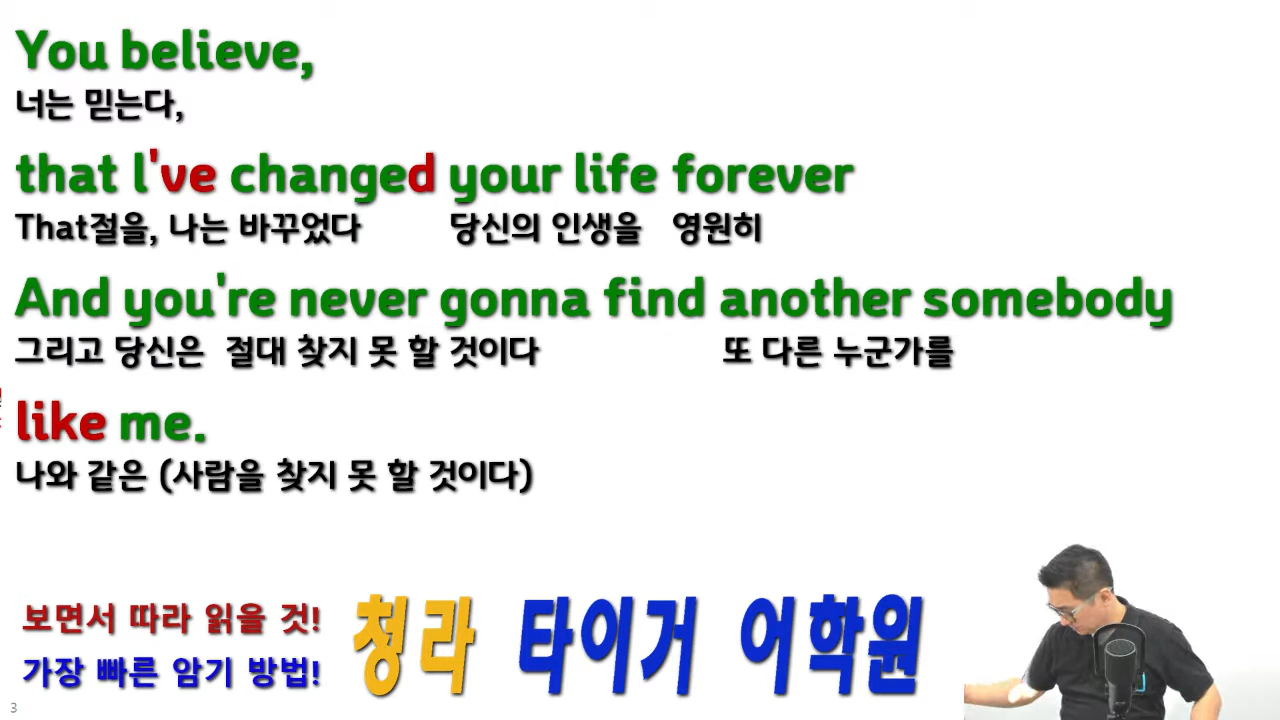 You believe,
너는 믿는다,
that l've changed your life forever
That절을, 나는 바꾸었다 당신의 인생을 영원히
And you're never gonna find another somebody
그리고 당신은 절대 찾지 못 할 것이다 또 다른 누군가를
like me.
나와 같은 (사람을 찾지 못 할 것이다)
보면서 따라 읽을 것!
가장 빠른 암기 방법!
청라 타이거 어학원
3